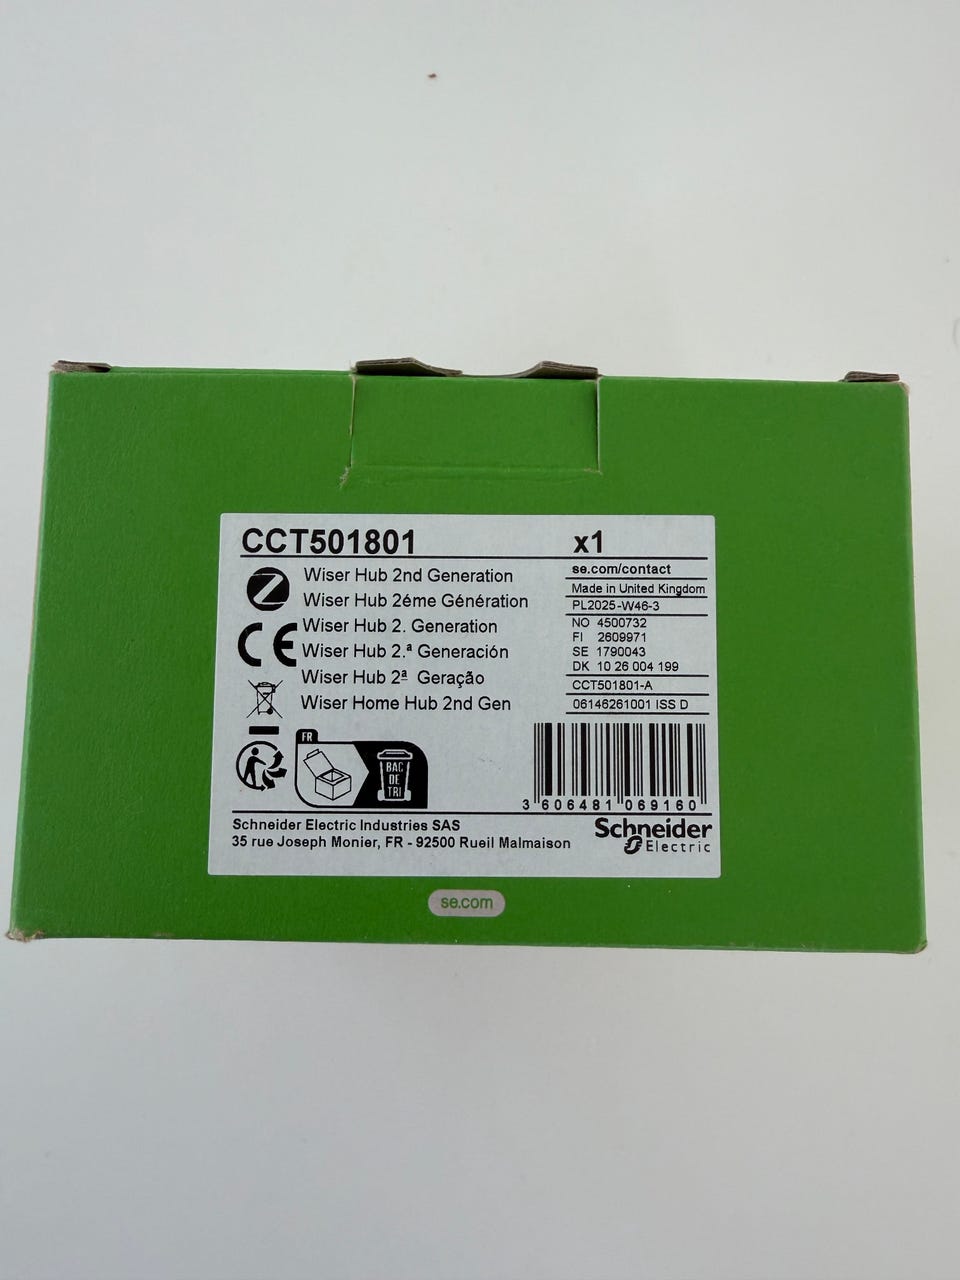 CCT501801
x1
Wiser Hub 2nd Generation
Wiser Hub 2éme Génération
Wiser Hub 2. Generation
Wiser Hub 2.ª Generación
Wiser Hub 2ª Geração
Wiser Home Hub 2nd Gen
se.com/contact
Made in United Kingdom
PL2025-W46-3
NO 4500732
FI 2609971
SE 1790043
DK 10 26 004 199
CCT501801-A
06146261001 ISS D
CE
FR
BAC
DE
TRI
3 606481 069160
Schneider Electric Industries SAS
35 rue Joseph Monier, FR - 92500 Rueil Malmaison
Schneider
Electric
se.com